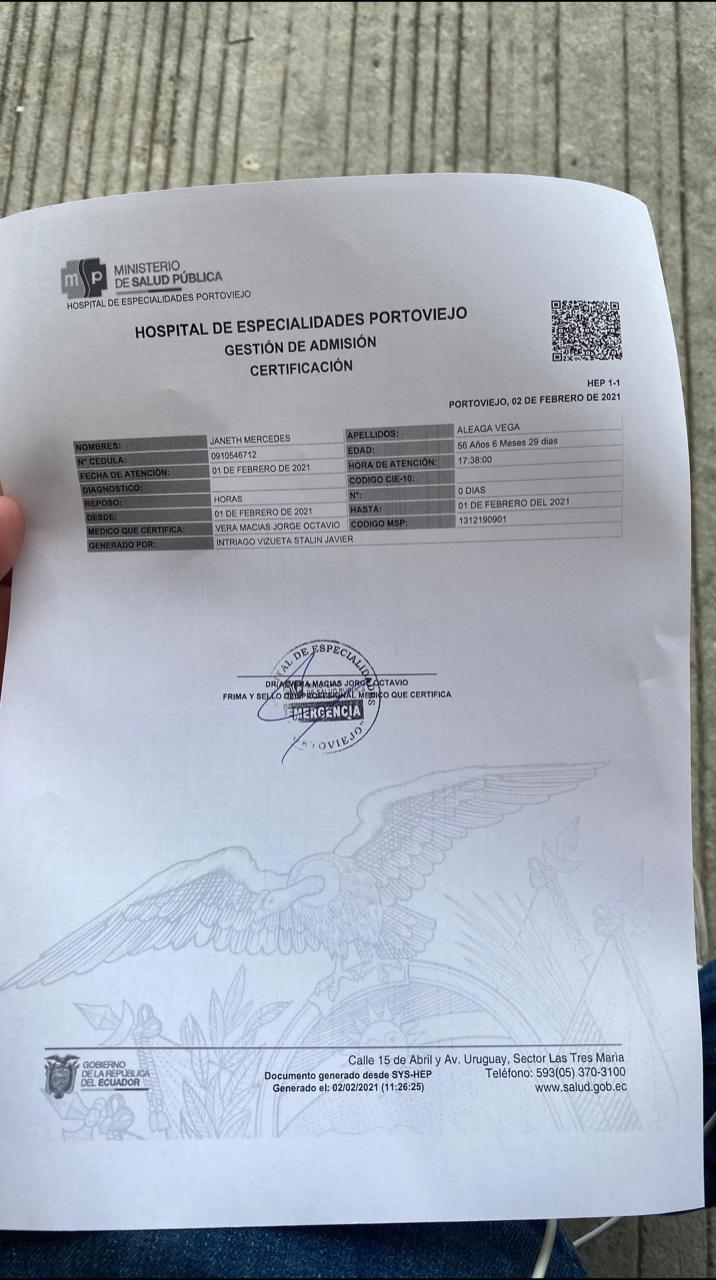 msp MINISTERIO
DE SALUD PÚBLICA
HOSPITAL DE ESPECIALIDADES PORTOVIEJO
HOSPITAL DE ESPECIALIDADES PORTOVIEJO
GESTIÓN DE ADMISIÓN
CERTIFICACIÓN
HEP 1-1
PORTOVIEJO, 02 DE FEBRERO DE 2021
NOMBRES: JANETH MERCEDES APELLIDOS: ALEAGA VEGA
N° CEDULA: 0910546712 EDAD: 56 Años 6 Meses 29 dias
FECHA DE ATENCIÓN: 01 DE FEBRERO DE 2021 HORA DE ATENCIÓN: 17:38:00
DIAGNOSTICO: CODIGO CIE-10:
REPOSO: HORAS N°: 0 DIAS
DESDE: 01 DE FEBRERO DE 2021 HASTA: 01 DE FEBRERO DEL 2021
MEDICO QUE CERTIFICA: VERA MACIAS JORGE OCTAVIO CODIGO MSP: 1312190901
GENERADO POR: INTRIAGO VIZUETA STALIN JAVIER
DE ESPECIALIDADES
VERA MACIAS JORGE OCTAVIO
FRIMA Y SELLO PROFESIONAL MEDICO QUE CERTIFICA
EMERGENCIA
GOBIERNO
DE LA REPÚBLICA
DEL ECUADOR
Calle 15 de Abril y Av. Uruguay, Sector Las Tres Maria
Documento generado desde SYS-HEP Teléfono: 593(05) 370-3100
Generado el: 02/02/2021 (11:26:25) www.salud.gob.ec